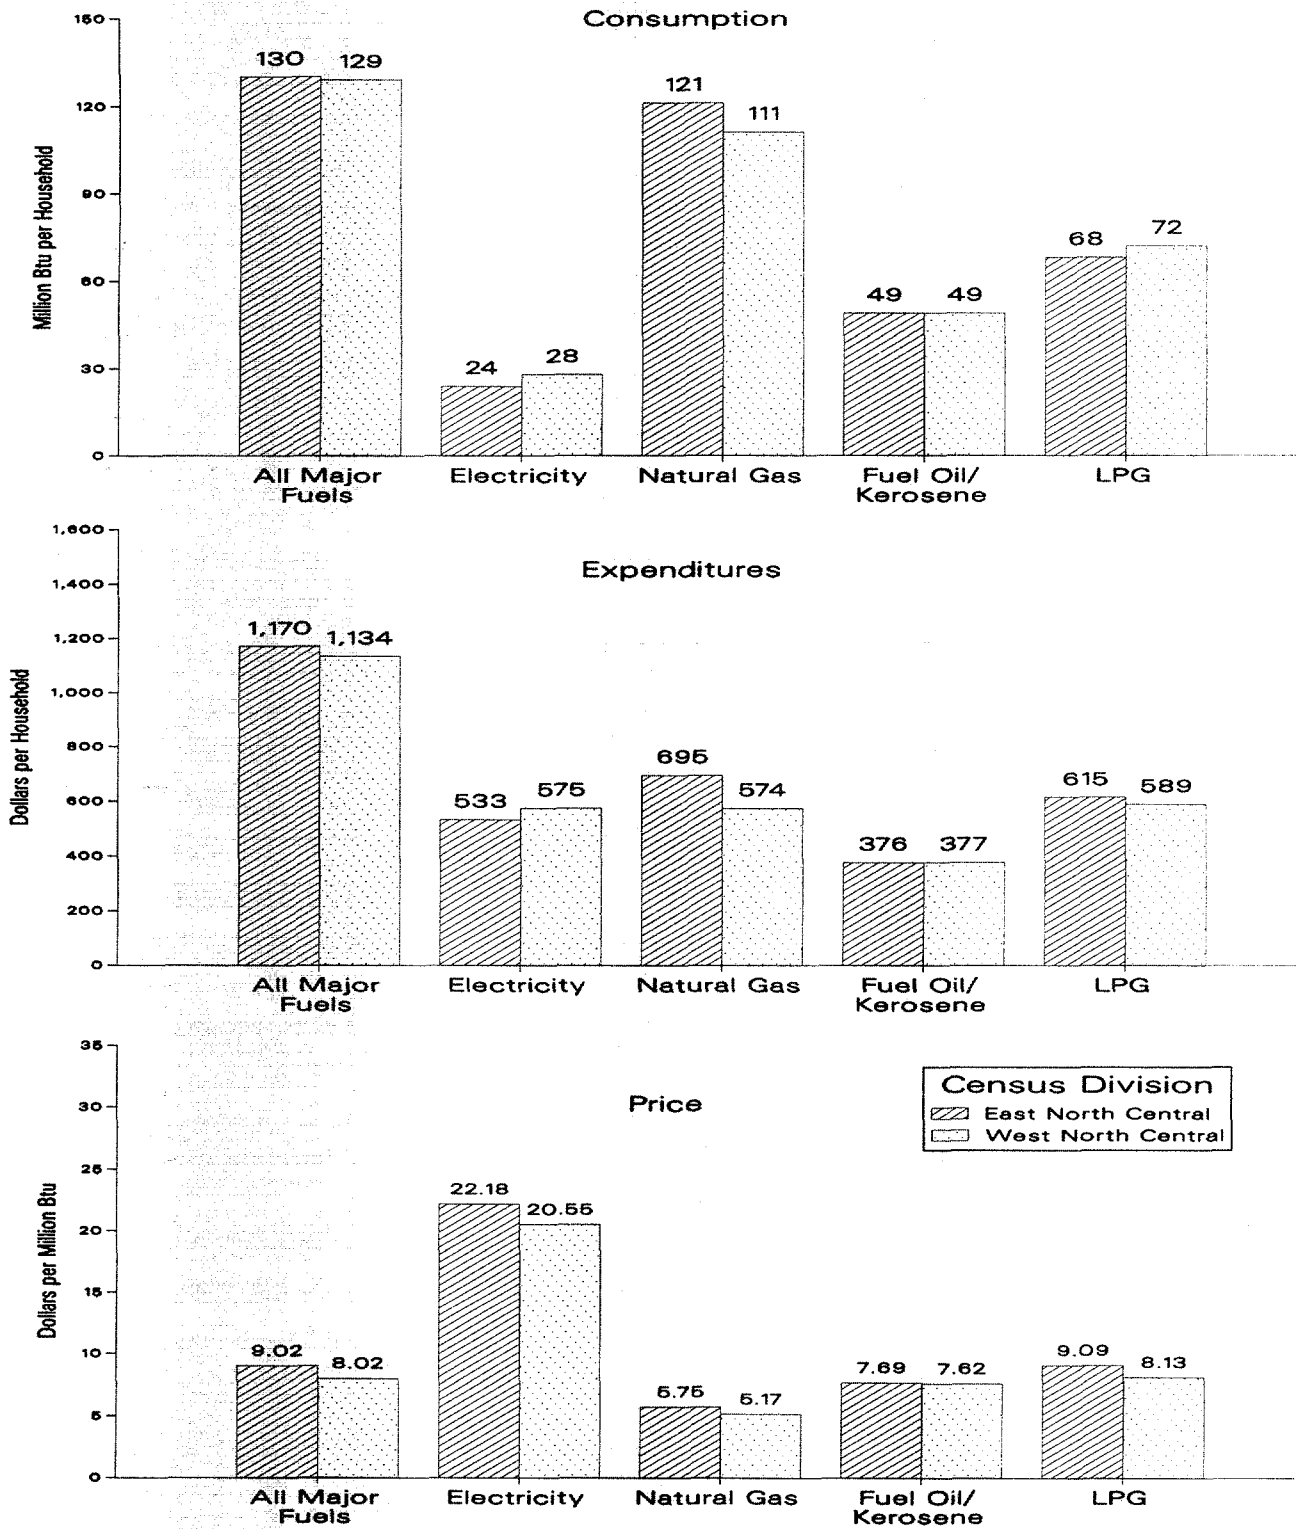 Consumption
150
120
90
60
30
0
Million Btu per Household
130 129 24 28 121 111 49 49 68 72
All Major Fuels Electricity Natural Gas Fuel Oil/ Kerosene LPG
Expenditures
1,600
1,400
1,200
1,000
800
600
400
200
0
Dollars per Household
1,170 1,134 533 575 695 574 376 377 615 589
All Major Fuels Electricity Natural Gas Fuel Oil/ Kerosene LPG
Price
35
30
25
20
15
10
5
0
Dollars per Million Btu
Census Division
East North Central
West North Central
9.02 8.02 22.18 20.55 5.75 5.17 7.69 7.62 9.09 8.13
All Major Fuels Electricity Natural Gas Fuel Oil/ Kerosene LPG